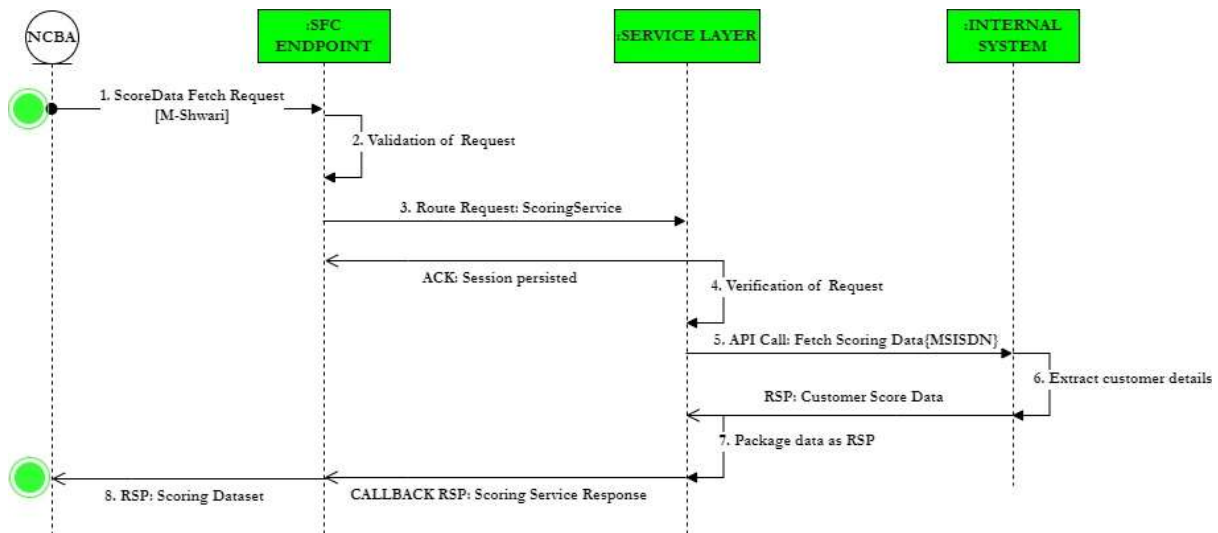 NCBA
:SFC
ENDPOINT
:SERVICE LAYER
:INTERNAL
SYSTEM
1. ScoreData Fetch Request
[M-Shwari]
2. Validation of Request
3. Route Request: ScoringService
ACK: Session persisted
4. Verification of Request
5. API Call: Fetch Scoring Data{MSISDN}
6. Extract customer details
RSP: Customer Score Data
7. Package data as RSP
8. RSP: Scoring Dataset
CALLBACK RSP: Scoring Service Response